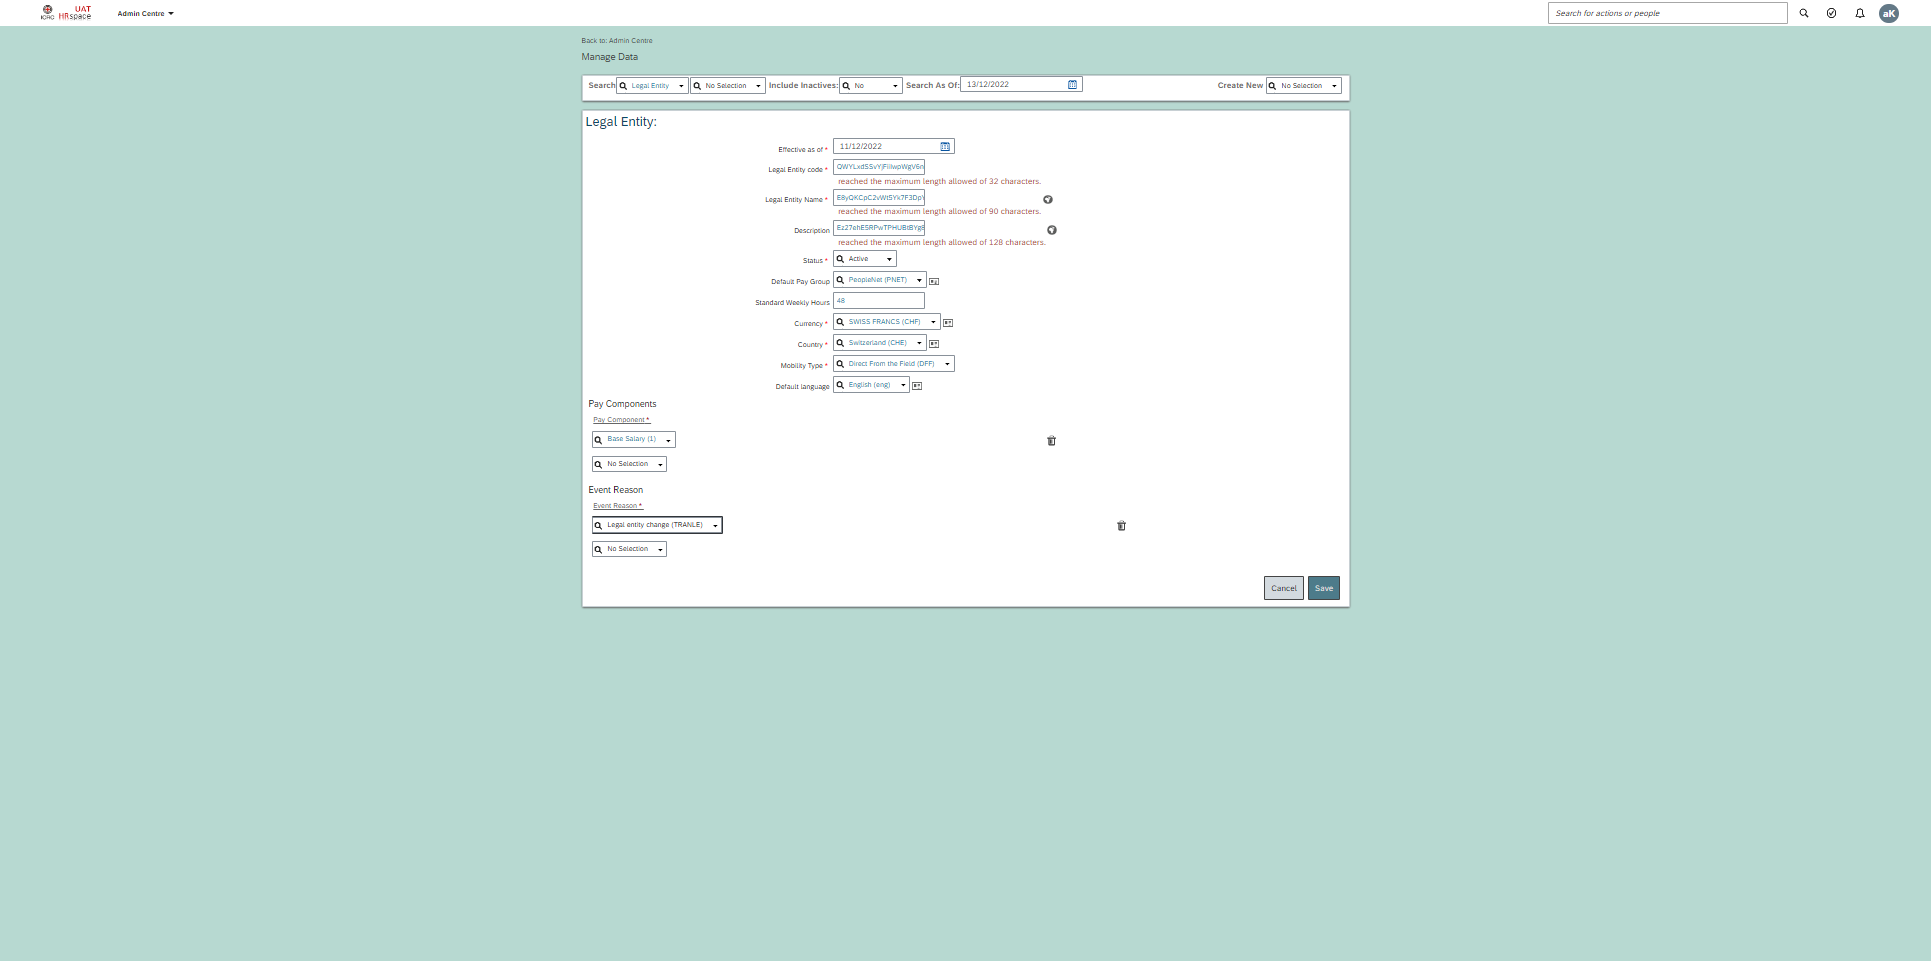 ICRC
UAT
HRspace
Admin Centre
Search for actions or people
aK
Back to: Admin Centre
Manage Data
Search Legal Entity No Selection Include Inactives: No Search As Of: 13/12/2022 Create New No Selection
Legal Entity:
Effective as of * 11/12/2022
Legal Entity code *
reached the maximum length allowed of 32 characters.
Legal Entity Name *
reached the maximum length allowed of 90 characters.
Description
reached the maximum length allowed of 128 characters.
Status * Active
Default Pay Group PeopleNet (PNET)
Standard Weekly Hours 48
Currency * SWISS FRANCS (CHF)
Country * Switzerland (CHE)
Mobility Type * Direct From the Field (DFF)
Default language English (eng)
Pay Components
Pay Component *
Base Salary (1)
No Selection
Event Reason
Event Reason *
Legal entity change (TRANLE)
No Selection
Cancel Save